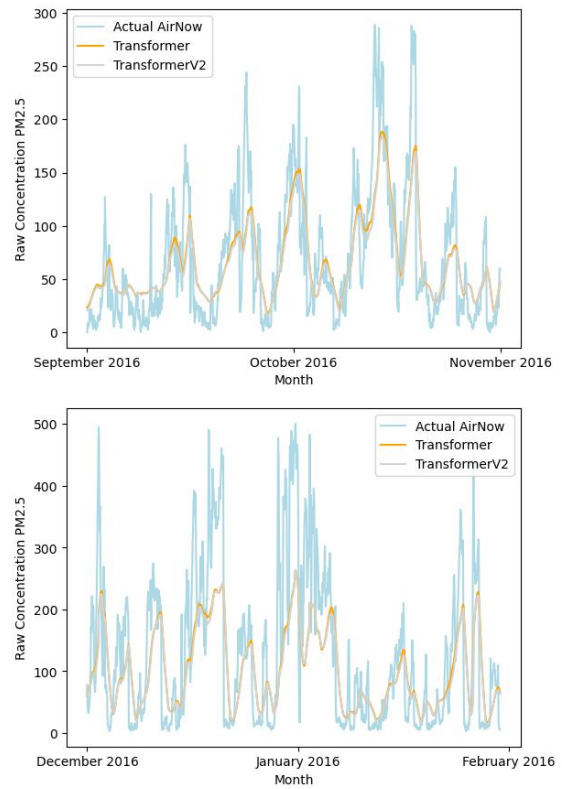 Actual AirNow
Transformer
TransformerV2
300
250
200
150
100
50
0
Raw Concentration PM2.5
September 2016
October 2016
November 2016
Month
Actual AirNow
Transformer
TransformerV2
500
400
300
200
100
0
Raw Concentration PM2.5
December 2016
January 2016
February 2016
Month